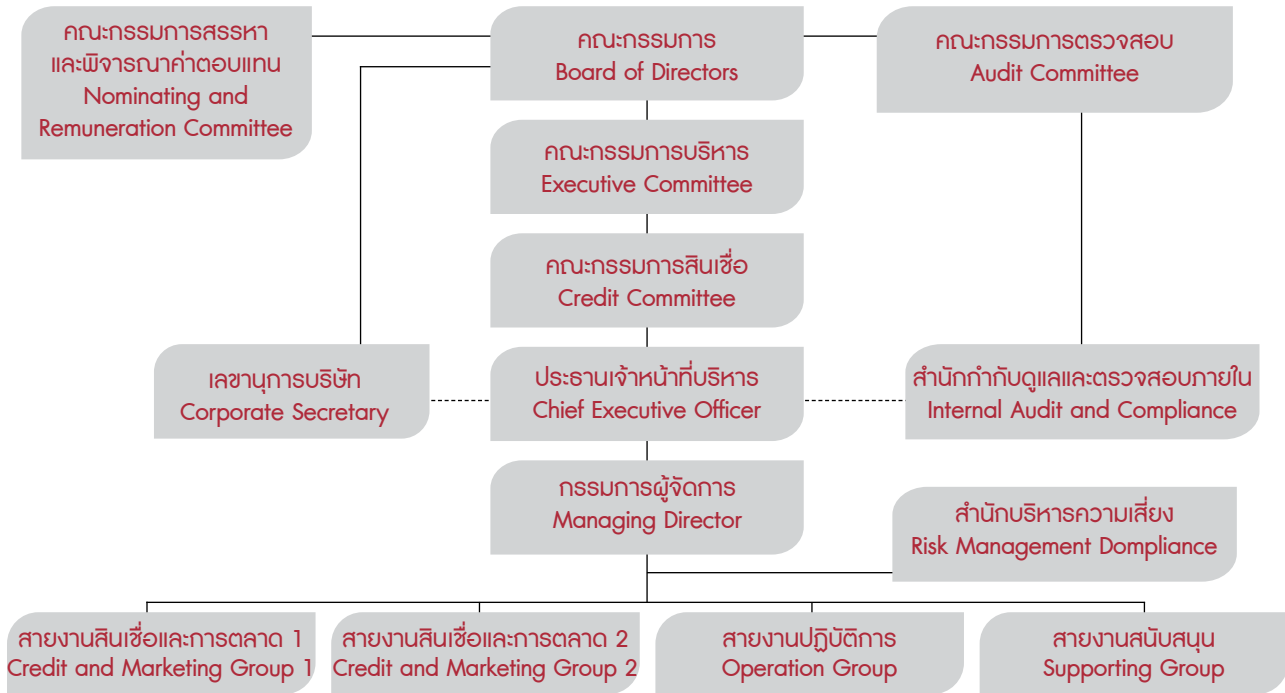 คณะกรรมการสรรหา
และพิจารณาค่าตอบแทน
Nominating and
Remuneration Committee
คณะกรรมการ
Board of Directors
คณะกรรมการตรวจสอบ
Audit Committee
คณะกรรมการบริหาร
Executive Committee
คณะกรรมการสินเชื่อ
Credit Committee
เลขานุการบริษัท
Corporate Secretary
ประธานเจ้าหน้าที่บริหาร
Chief Executive Officer
สำนักกำกับดูแลและตรวจสอบภายใน
Internal Audit and Compliance
กรรมการผู้จัดการ
Managing Director
สำนักบริหารความเสี่ยง
Risk Management Dompliance
สายงานสินเชื่อและการตลาด 1
Credit and Marketing Group 1
สายงานสินเชื่อและการตลาด 2
Credit and Marketing Group 2
สายงานปฏิบัติการ
Operation Group
สายงานสนับสนุน
Supporting Group